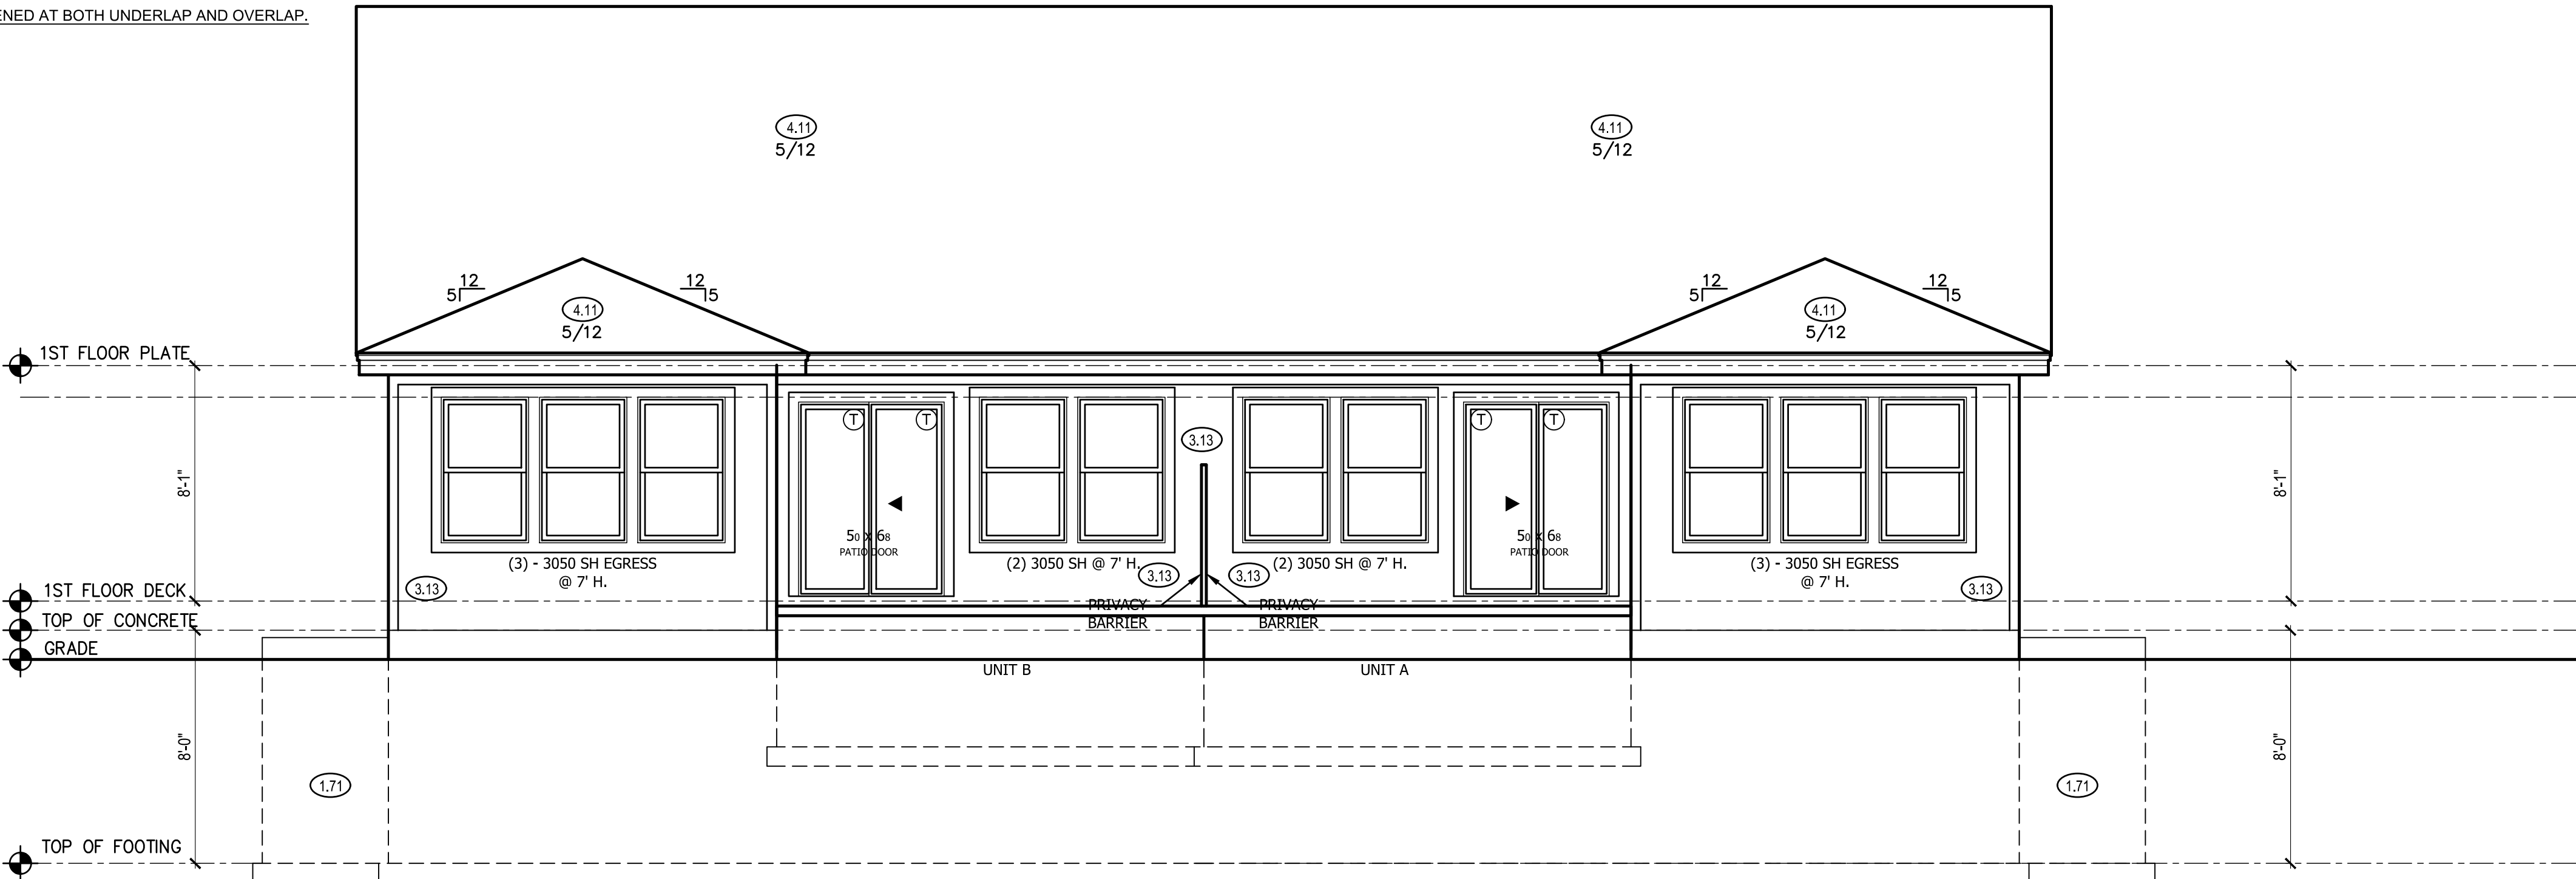 ENED AT BOTH UNDERLAP AND OVERLAP.
4.11
5/12
4.11
5/12
12
5
12
5
4.11
5/12
12
5
12
5
4.11
5/12
1ST FLOOR PLATE
8'-1"
8'-1"
T
T
T
T
3.13
50 x 68
PATIO DOOR
50 x 68
PATIO DOOR
(3) - 3050 SH EGRESS
@ 7' H.
(2) 3050 SH @ 7' H.
(2) 3050 SH @ 7' H.
(3) - 3050 SH EGRESS
@ 7' H.
3.13
3.13
3.13
3.13
1ST FLOOR DECK
PRIVACY
BARRIER
PRIVACY
BARRIER
TOP OF CONCRETE
GRADE
UNIT B
UNIT A
8'-0"
8'-0"
1.71
1.71
TOP OF FOOTING